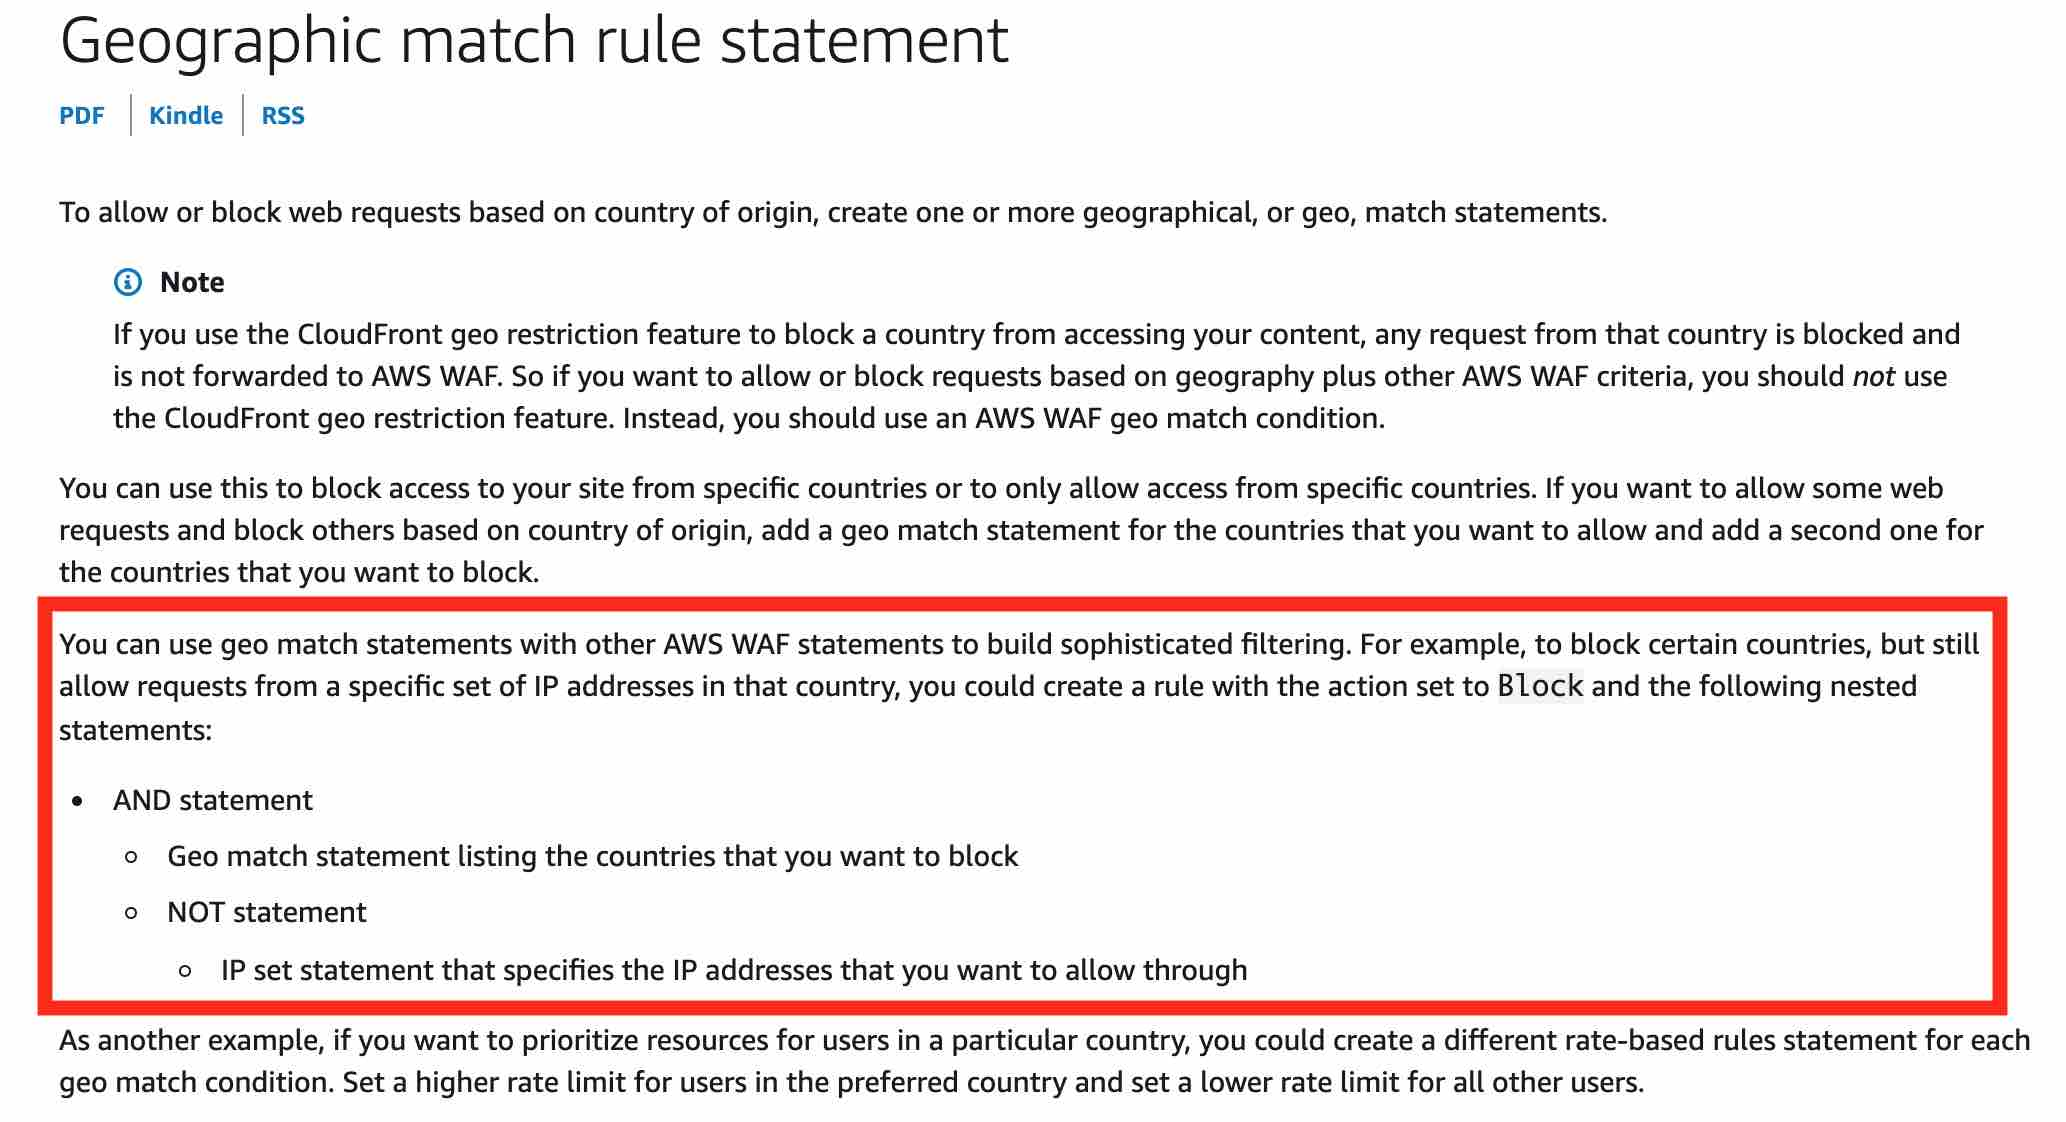 Geographic match rule statement
PDF | Kindle | RSS
To allow or block web requests based on country of origin, create one or more geographical, or geo, match statements.
Note
If you use the CloudFront geo restriction feature to block a country from accessing your content, any request from that country is blocked and
is not forwarded to AWS WAF. So if you want to allow or block requests based on geography plus other AWS WAF criteria, you should not use
the CloudFront geo restriction feature. Instead, you should use an AWS WAF geo match condition.
You can use this to block access to your site from specific countries or to only allow access from specific countries. If you want to allow some web
requests and block others based on country of origin, add a geo match statement for the countries that you want to allow and add a second one for
the countries that you want to block.
You can use geo match statements with other AWS WAF statements to build sophisticated filtering. For example, to block certain countries, but still
allow requests from a specific set of IP addresses in that country, you could create a rule with the action set to Block and the following nested
statements:
• AND statement
○ Geo match statement listing the countries that you want to block
○ NOT statement
○ IP set statement that specifies the IP addresses that you want to allow through
As another example, if you want to prioritize resources for users in a particular country, you could create a different rate-based rules statement for each
geo match condition. Set a higher rate limit for users in the preferred country and set a lower rate limit for all other users.